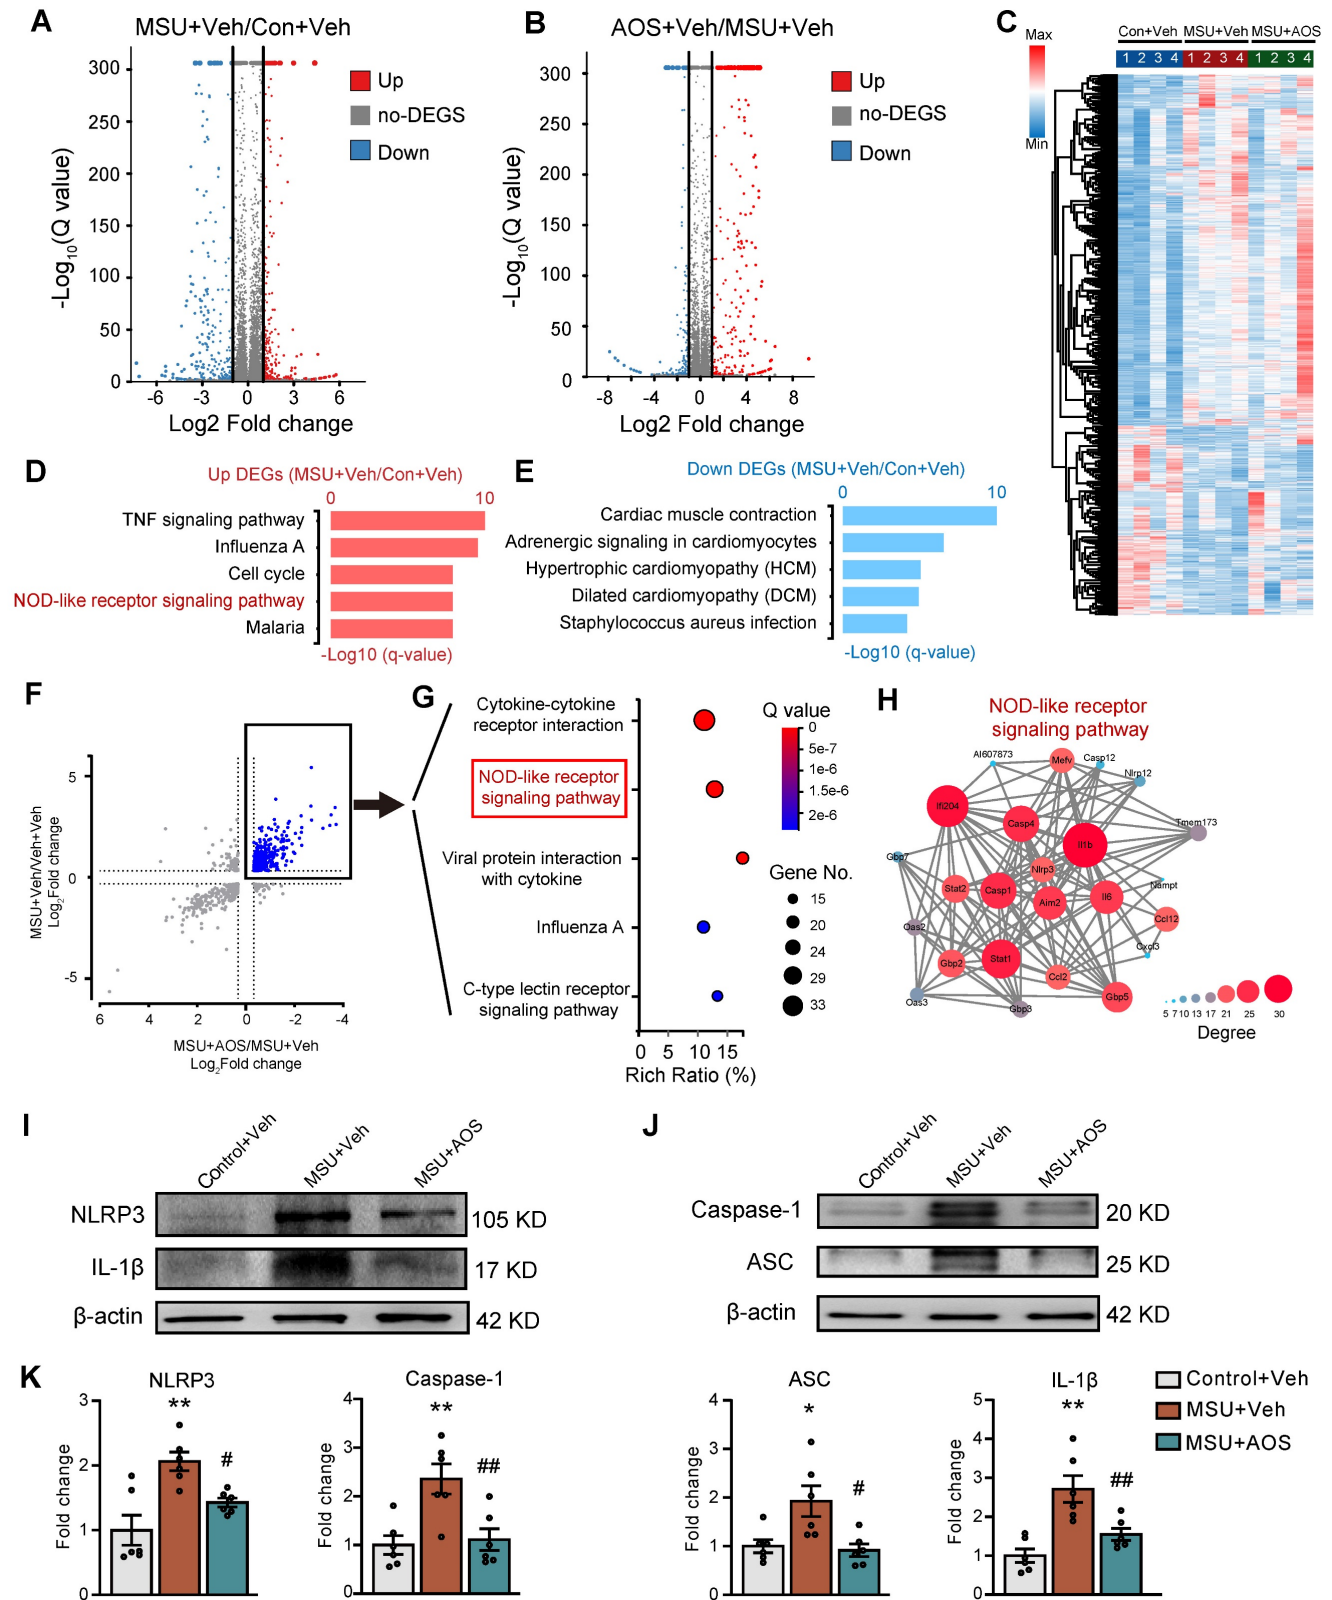 A
MSU+Veh/Con+Veh
-Log10(Q value)
300
250
200
150
100
50
0
-6
-3
0
3
6
Log2 Fold change
Up
no-DEGS
Down
B
AOS+Veh/MSU+Veh
-Log10(Q value)
300
200
150
100
50
0
-8
-4
0
4
8
Log2 Fold change
Up
no-DEGS
Down
C
Max
Min
Con+Veh MSU+Veh MSU+AOS
1 2 3 4 1 2 3 4 1 2 3 4
D
Up DEGs (MSU+Veh/Con+Veh)
0 10
TNF signaling pathway
Influenza A
Cell cycle
NOD-like receptor signaling pathway
Malaria
-Log10 (q-value)
E
Down DEGs (MSU+Veh/Con+Veh)
0 10
Cardiac muscle contraction
Adrenergic signaling in cardiomyocytes
Hypertrophic cardiomyopathy (HCM)
Dilated cardiomyopathy (DCM)
Staphylococcus aureus infection
-Log10 (q-value)
F
MSU+Veh/Veh+Veh
Log2Fold change
5
0
-5
6 4 2 0 -2 -4
MSU+AOS/MSU+Veh
Log2Fold change
G
Cytokine-cytokine
receptor interaction
NOD-like receptor
signaling pathway
Viral protein interaction
with cytokine
Influenza A
C-type lectin receptor
signaling pathway
0 5 10 15
Rich Ratio (%)
Q value
0
5e-7
1e-6
1.5e-6
2e-6
Gene No.
15
20
24
29
33
H
NOD-like receptor
signaling pathway
AI607873
Mefv
Casp12
Nlrp12
Ifi204
Casp4
Il1b
Tmem173
Gbp7
Nlrp3
Stat2
Casp1
Aim2
Il6
Nampt
Ccl12
Oas2
Cxcl3
Gbp2
Stat1
Ccl2
Oas3
Gbp3
Gbp5
5 7 10 13 17 21 25 30
Degree
I
Control+Veh
MSU+Veh
MSU+AOS
NLRP3
105 KD
IL-1β
17 KD
β-actin
42 KD
J
Control+Veh
MSU+Veh
MSU+AOS
Caspase-1
20 KD
ASC
25 KD
β-actin
42 KD
K
NLRP3
Fold change
3
2
1
0
**
#
Caspase-1
Fold change
4
3
2
1
0
**
##
ASC
Fold change
4
3
2
1
0
*
#
IL-1β
Fold change
5
4
3
2
1
0
**
##
Control+Veh
MSU+Veh
MSU+AOS